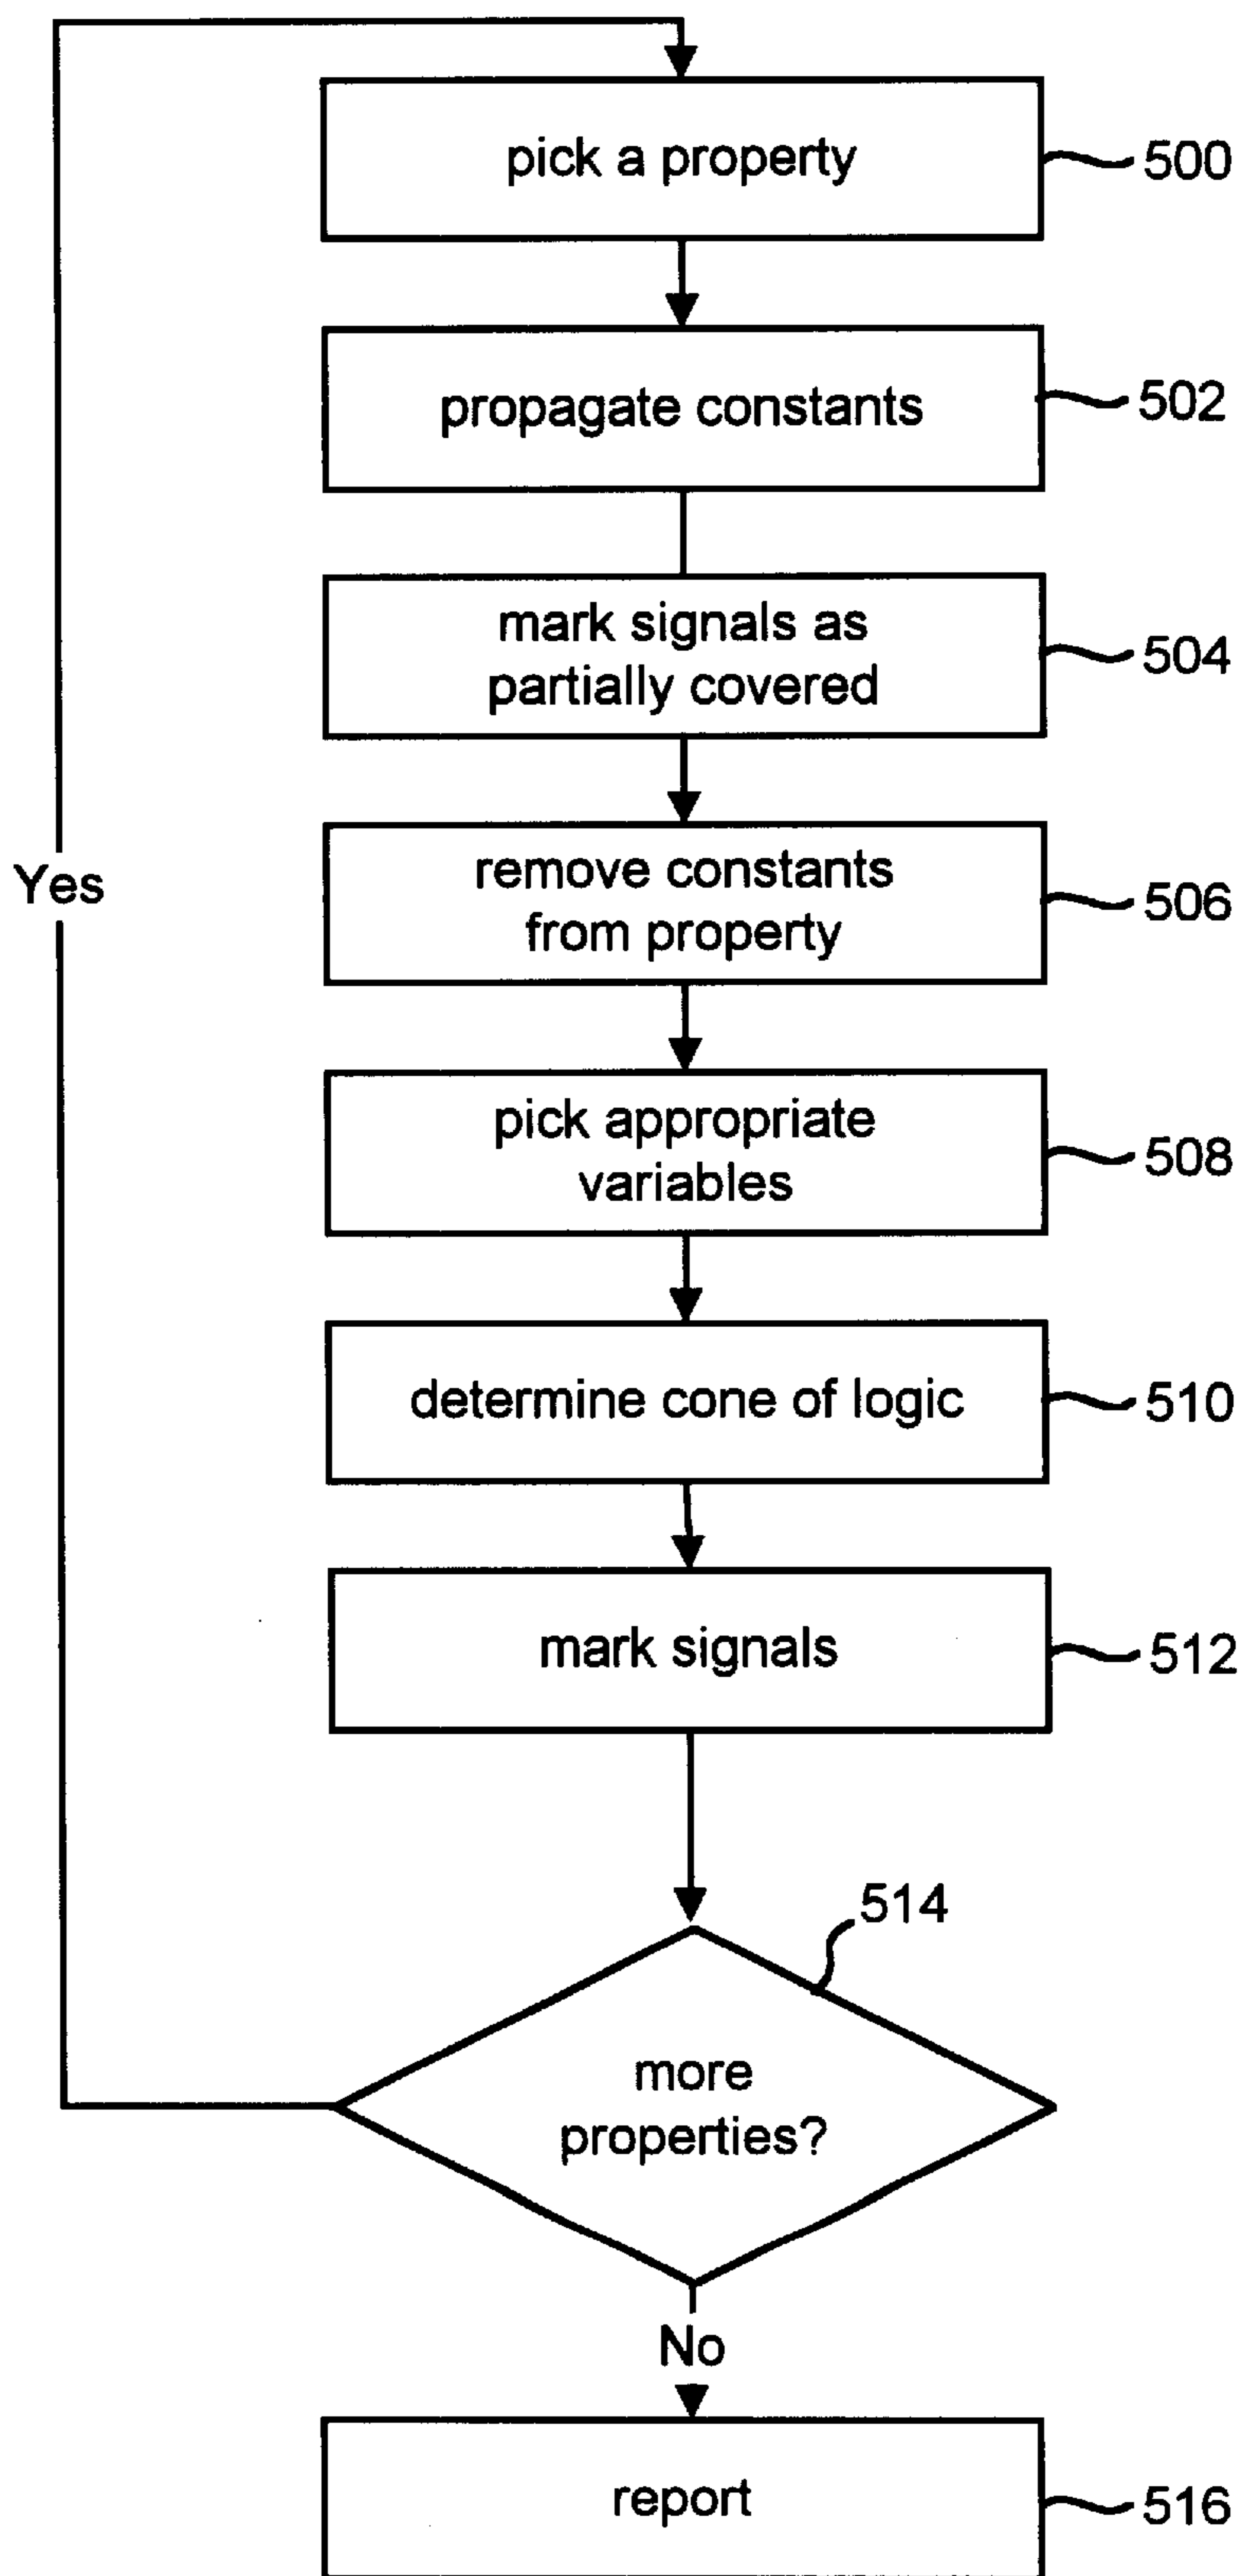 pick a property
500
propagate constants
502
mark signals as
partially covered
504
remove constants
from property
506
Yes
pick appropriate
variables
508
determine cone of logic
510
mark signals
512
514
more
properties?
No
report
516